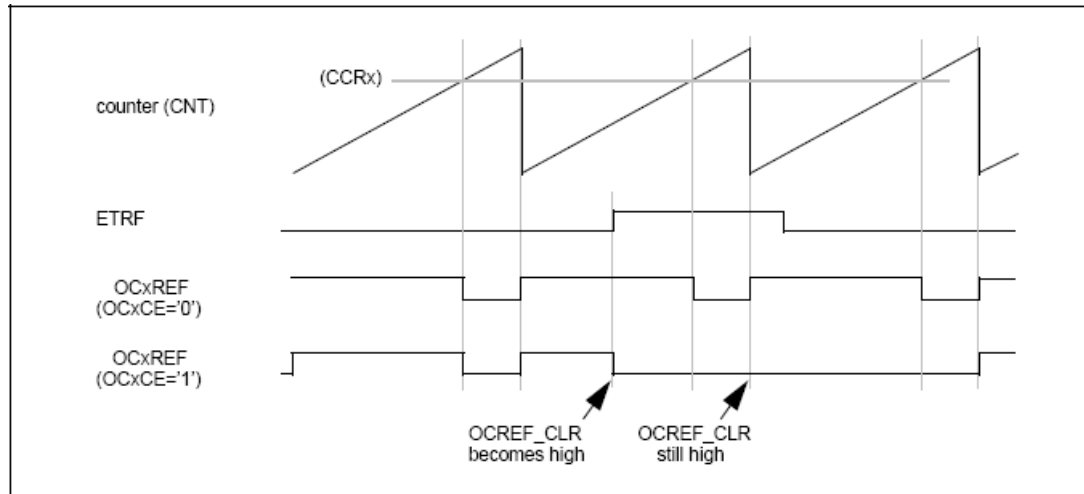 (CCRx)
counter (CNT)
ETRF
OCxREF
(OCxCE='0')
OCxREF
(OCxCE='1')
OCREF_CLR
becomes high
OCREF_CLR
still high